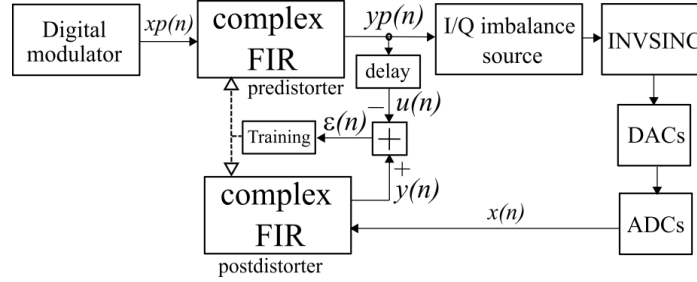 Digital
modulator
xp(n)
complex
FIR
predistorter
yp(n)
I/Q imbalance
source
INVSINC
delay
− u(n)
ε(n)
Training
+
+
y(n)
DACs
complex
FIR
postdistorter
x(n)
ADCs